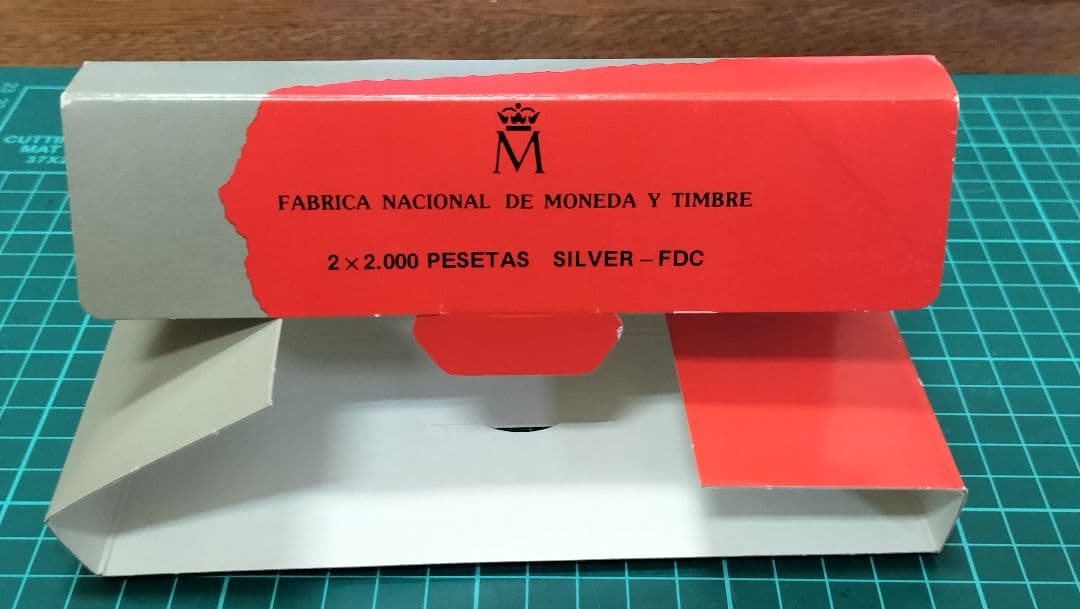 M
FABRICA NACIONAL DE MONEDA Y TIMBRE
2 × 2.000 PESETAS SILVER – FDC